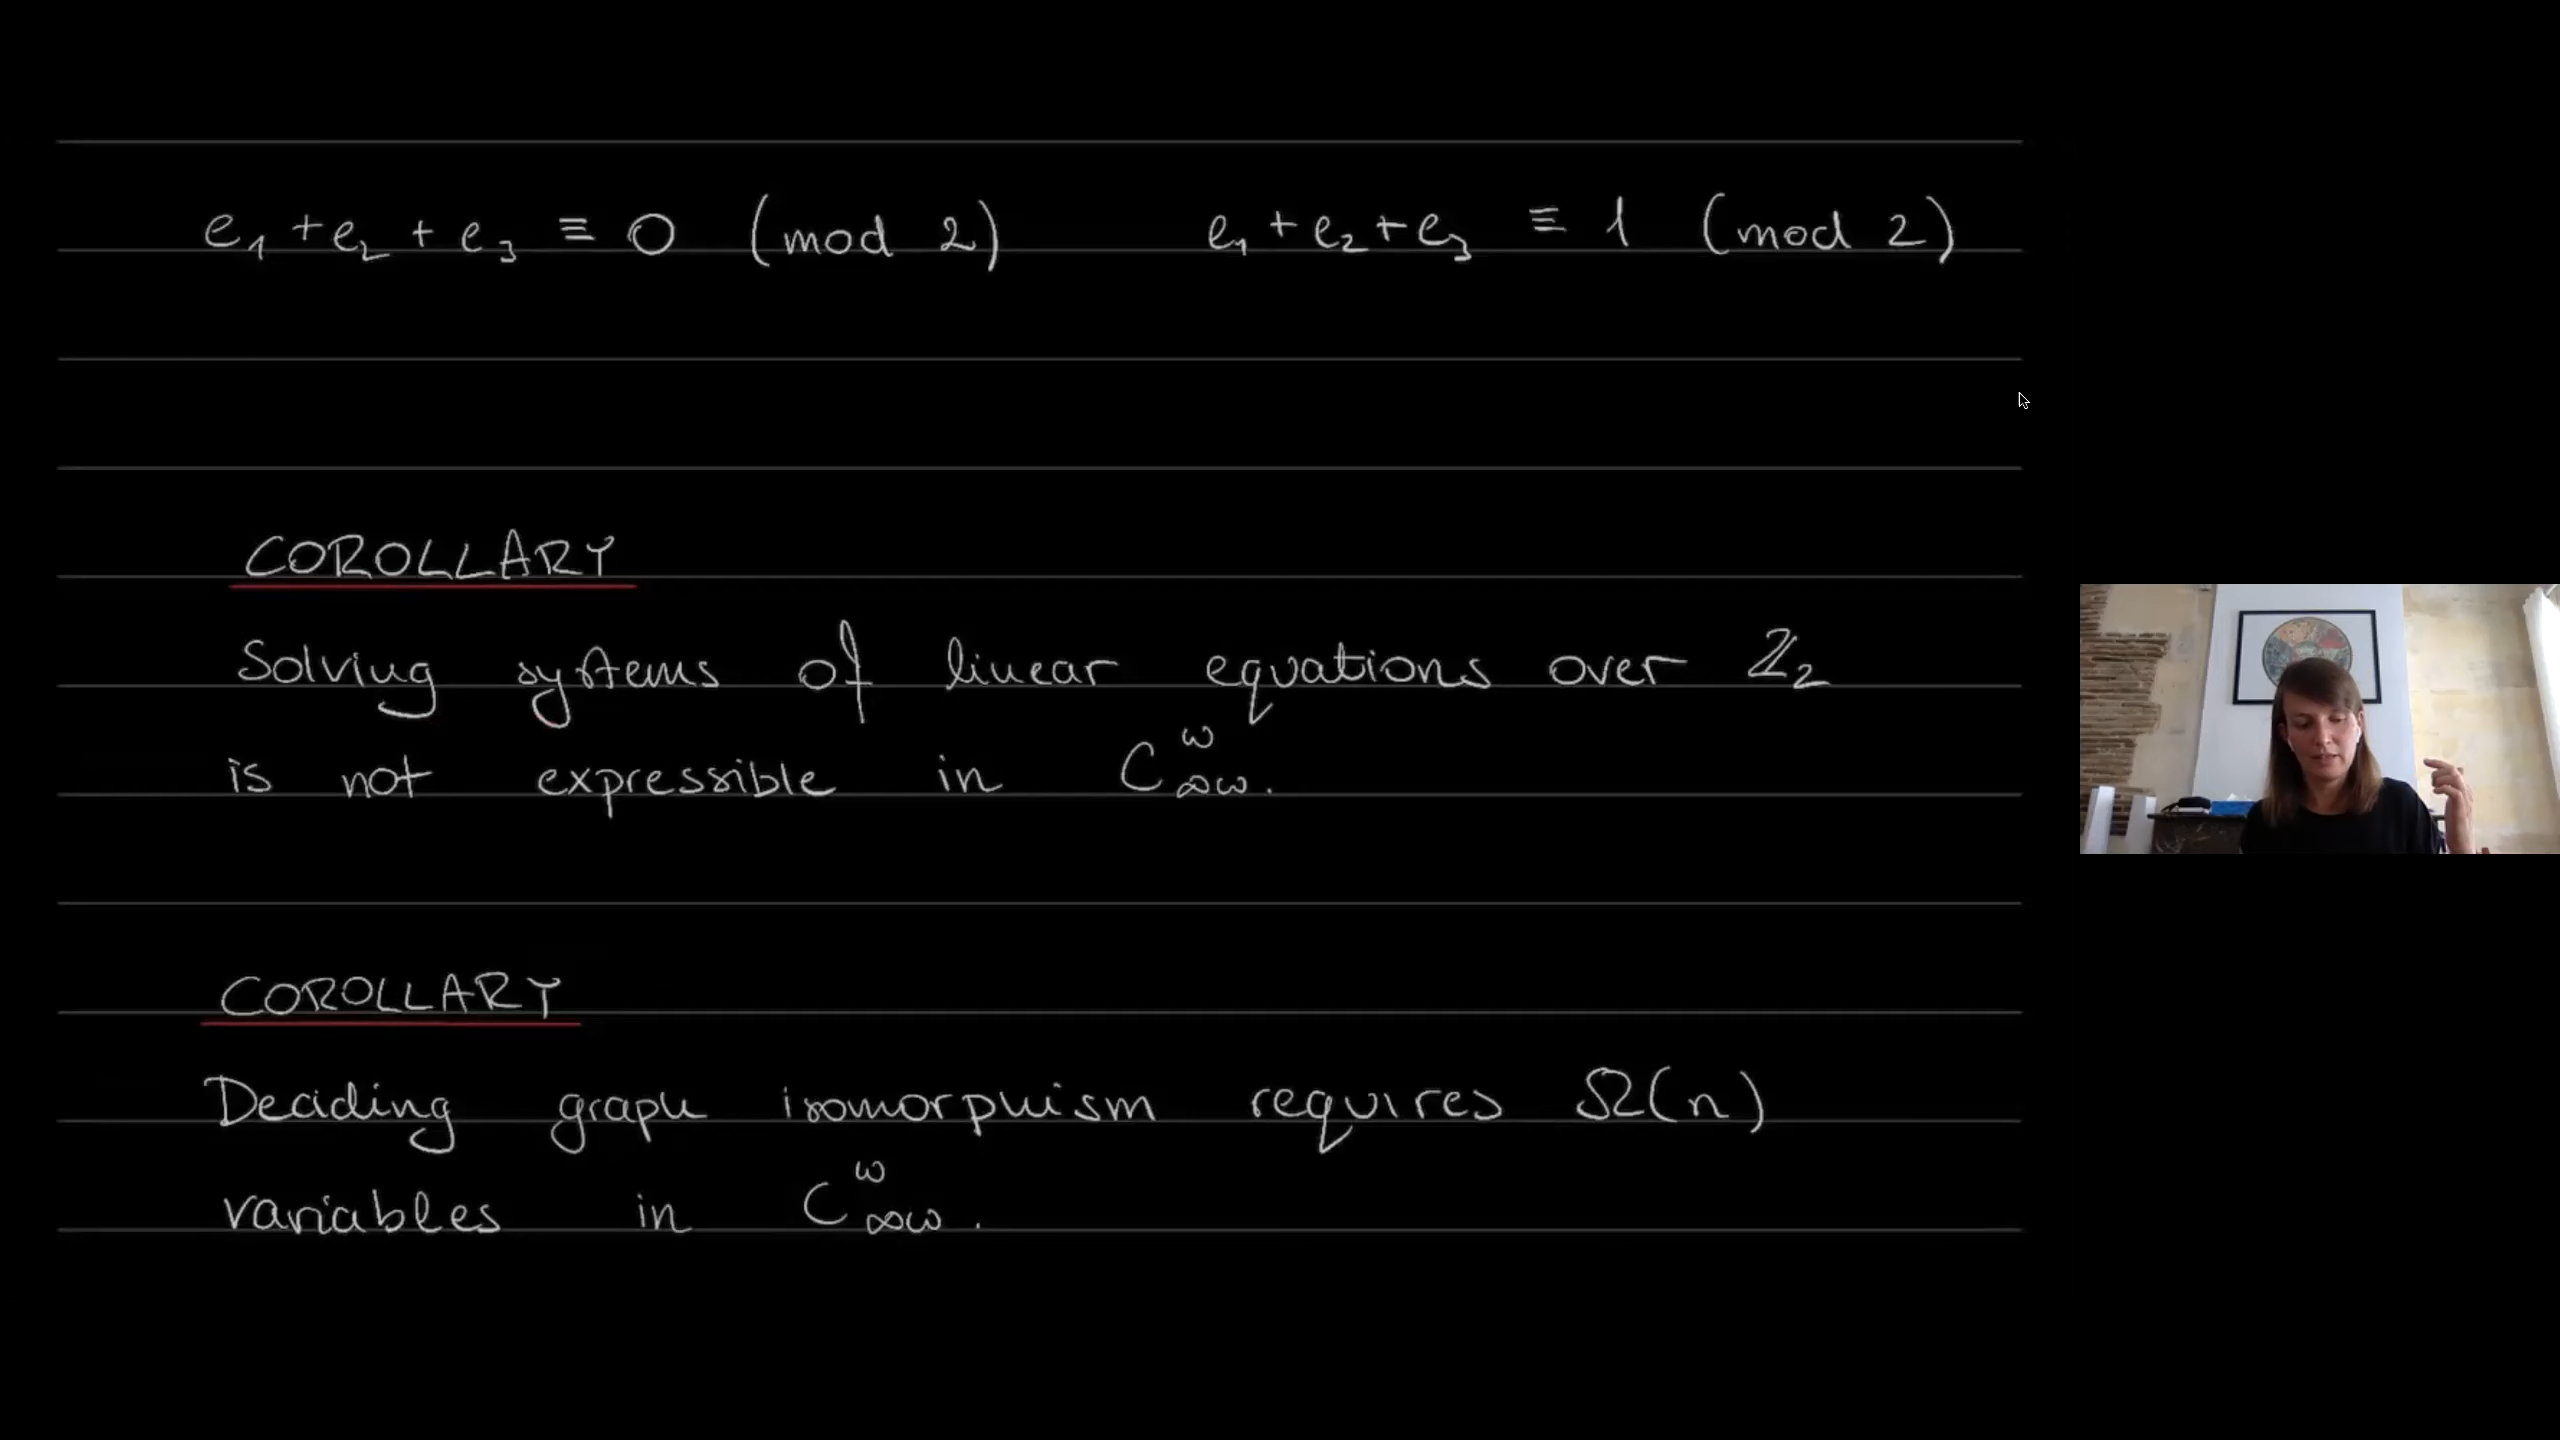 e₁ + e₂ + e₃ ≡ 0 (mod 2) e₁ + e₂ + e₃ ≡ 1 (mod 2)
COROLLARY
Solving systems of linear equations over ℤ₂
is not expressible in C^ω_∞ω.
COROLLARY
Deciding graph isomorphism requires Ω(n)
variables in C^ω_∞ω.